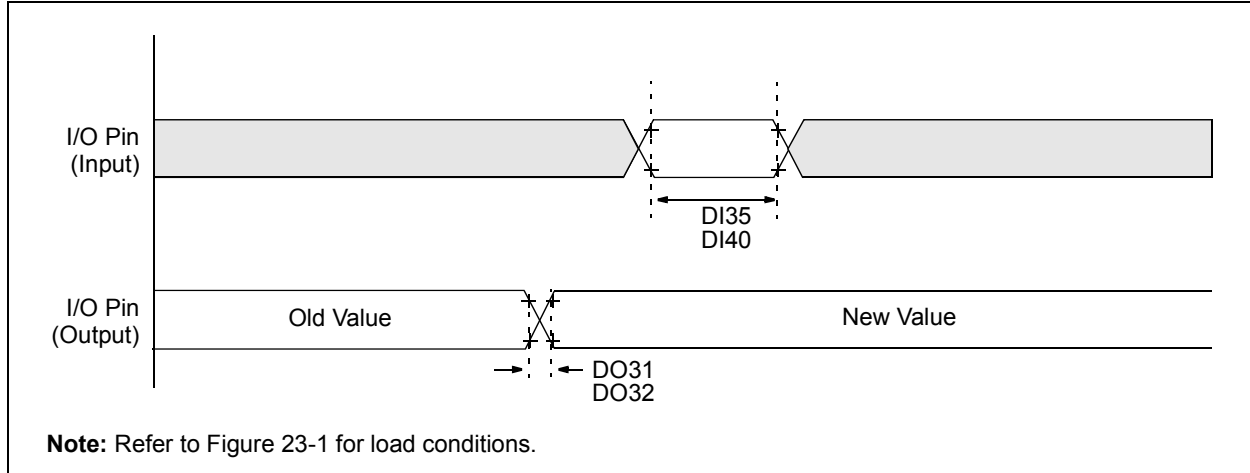 I/O Pin
(Input)
DI35
DI40
I/O Pin
(Output)
Old Value
New Value
DO31
DO32
Note: Refer to Figure 23-1 for load conditions.